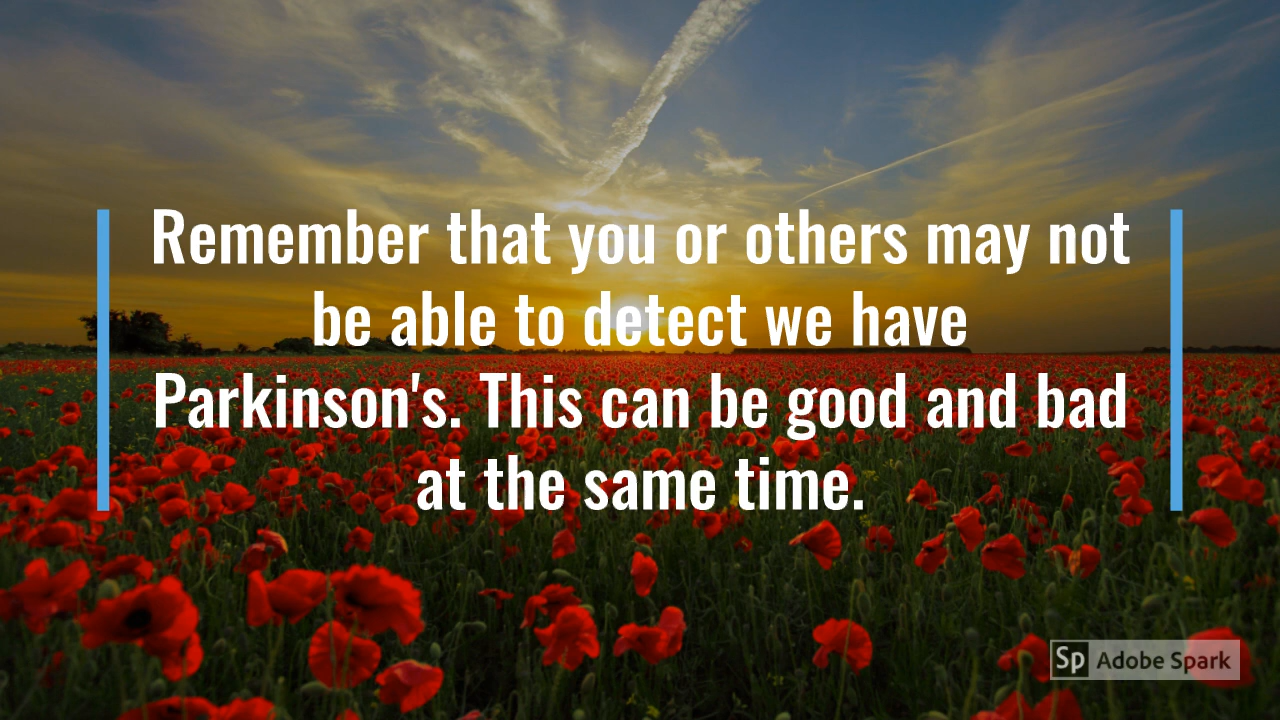 Remember that you or others may not
be able to detect we have
Parkinson's. This can be good and bad
at the same time.
Sp Adobe Spark